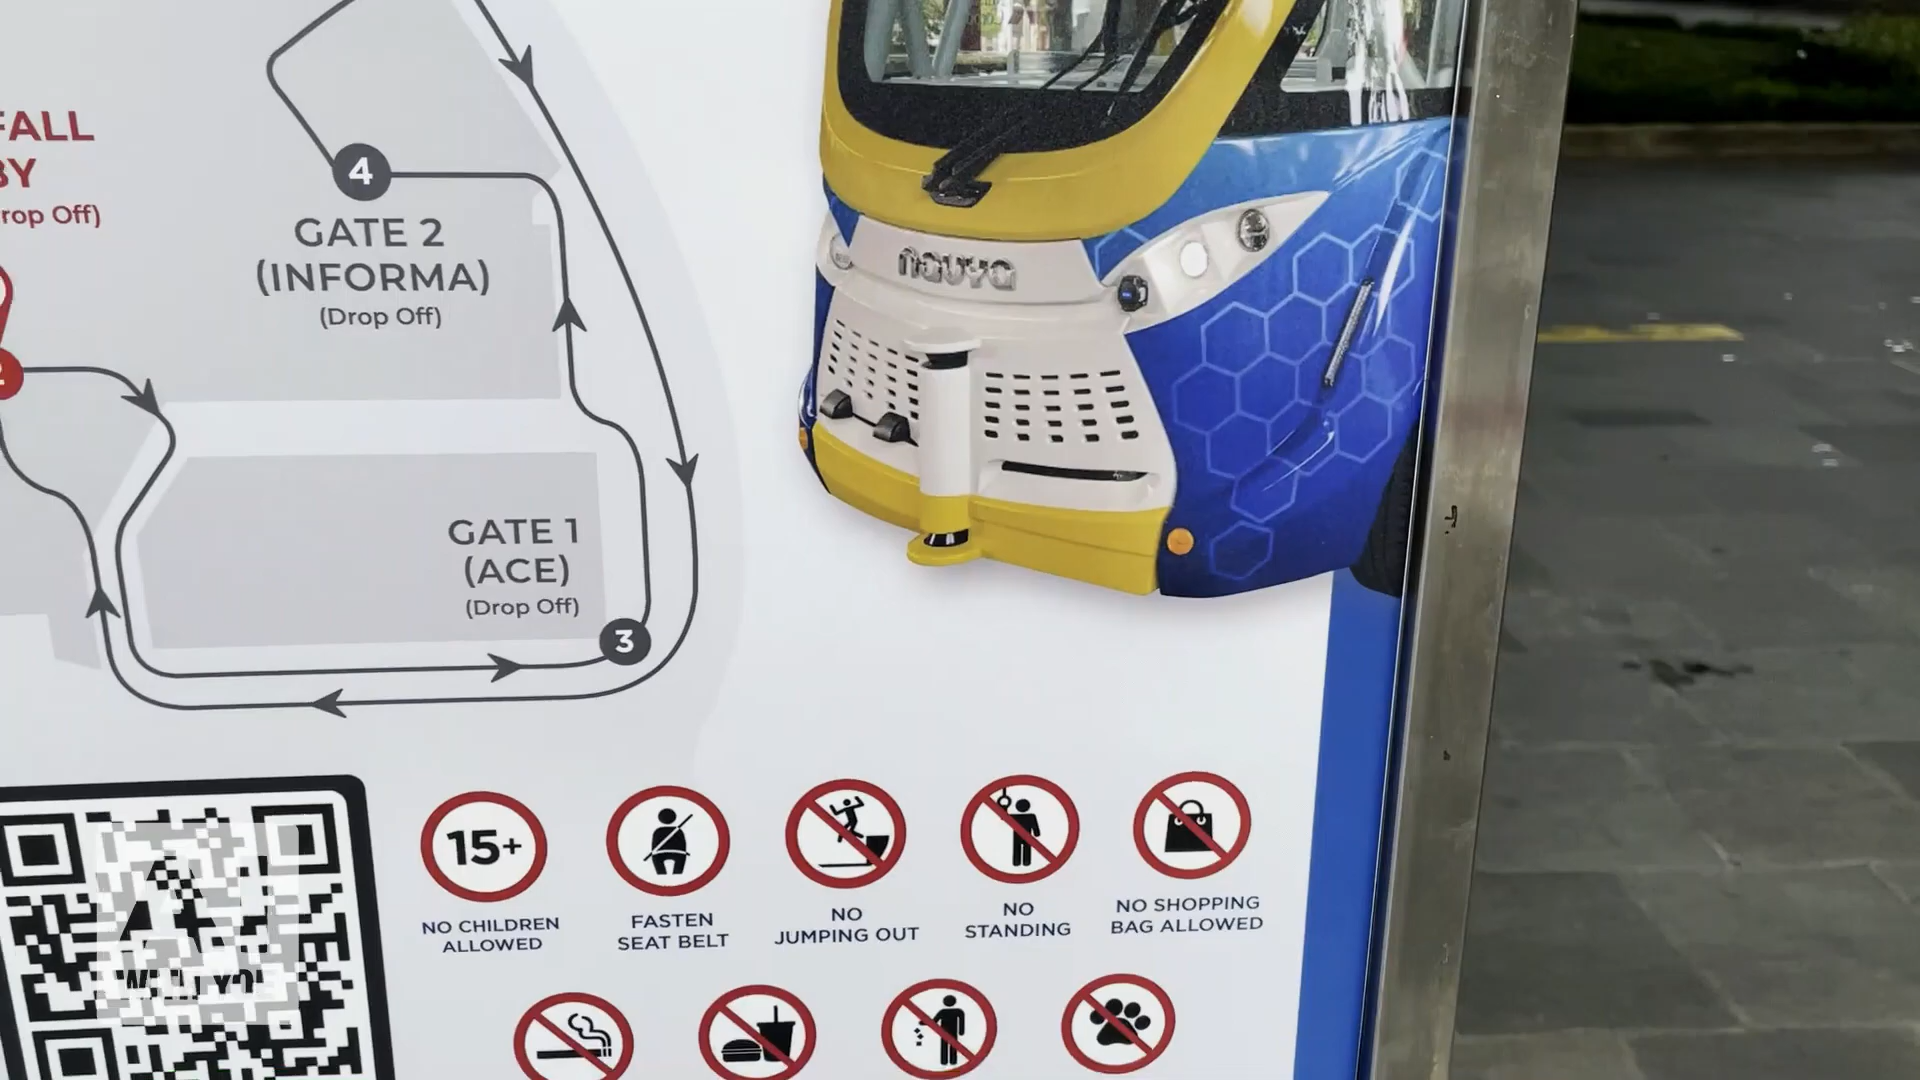 FALL
BY
rop Off)
2
4
GATE 2
(INFORMA)
(Drop Off)
navya
GATE 1
(ACE)
(Drop Off)
3
15+
NO CHILDREN
ALLOWED
FASTEN
SEAT BELT
NO
JUMPING OUT
NO
STANDING
NO SHOPPING
BAG ALLOWED